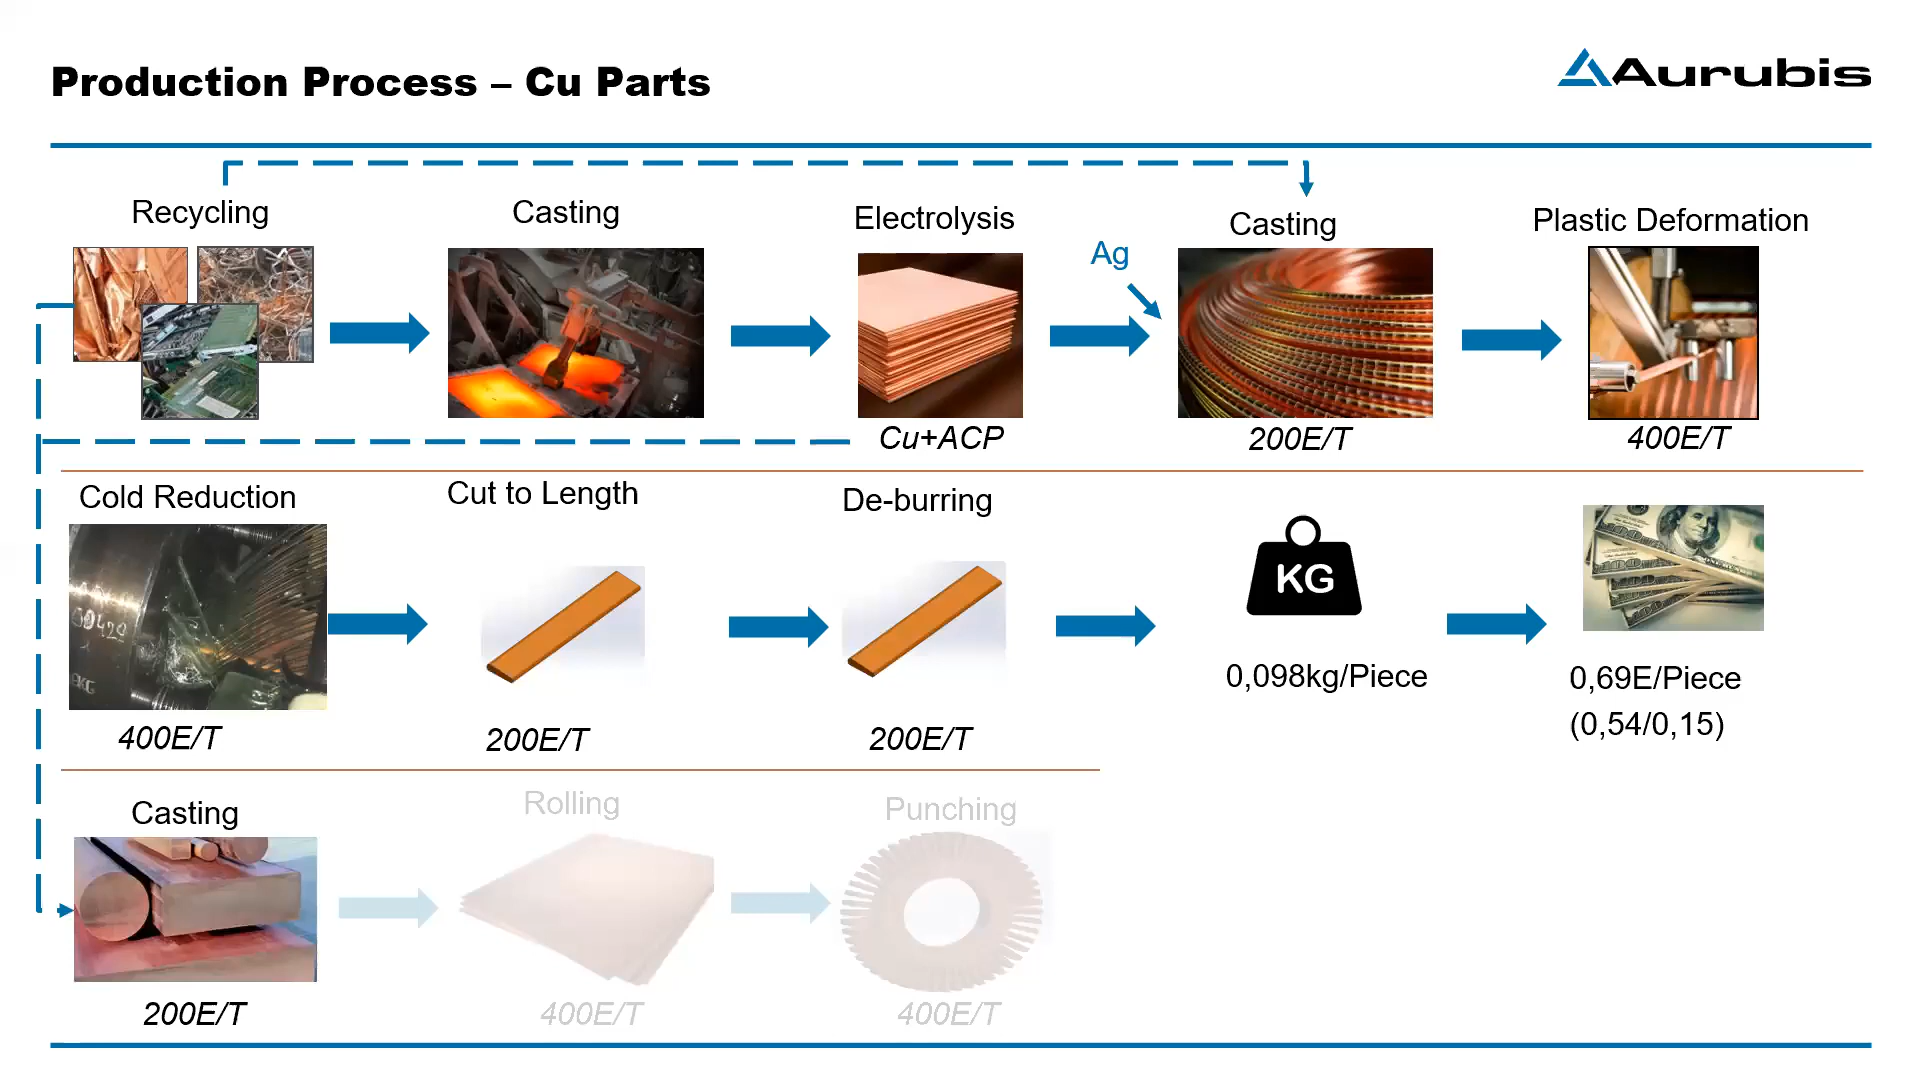 Production Process – Cu Parts
Aurubis
Recycling
Casting
Electrolysis
Ag
Casting
Plastic Deformation
Cu+ACP
200E/T
400E/T
Cold Reduction
Cut to Length
De-burring
KG
0,098kg/Piece
0,69E/Piece
(0,54/0,15)
400E/T
200E/T
200E/T
Casting
Rolling
Punching
200E/T
400E/T
400E/T